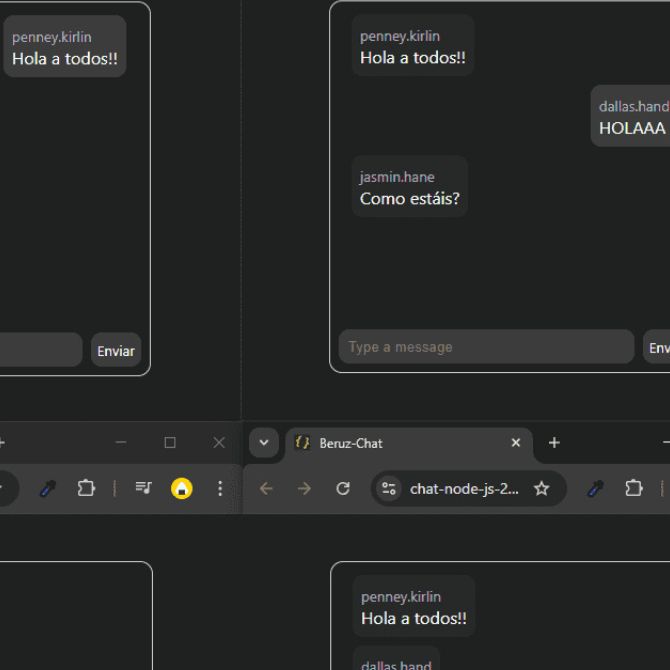 penney.kirlin
Hola a todos!!
Enviar
penney.kirlin
Hola a todos!!
dallas.hand
HOLAAA
jasmin.hane
Como estáis?
Type a message
Env
Beruz-Chat
chat-node-js-2...
penney.kirlin
Hola a todos!!
dallas.hand